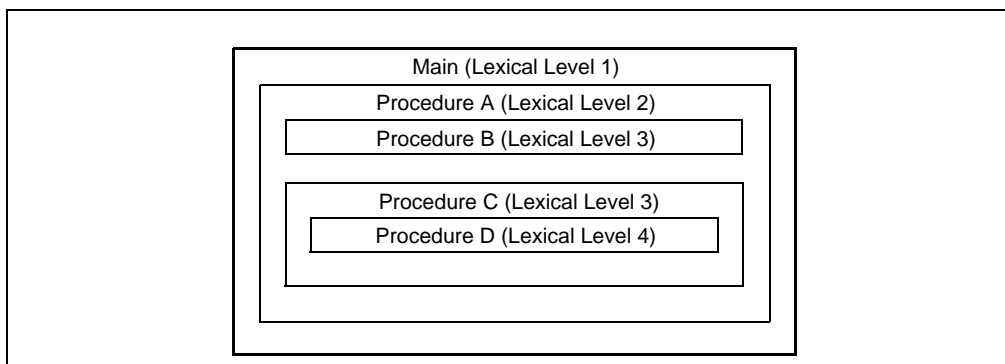 Main (Lexical Level 1)
Procedure A (Lexical Level 2)
Procedure B (Lexical Level 3)
Procedure C (Lexical Level 3)
Procedure D (Lexical Level 4)